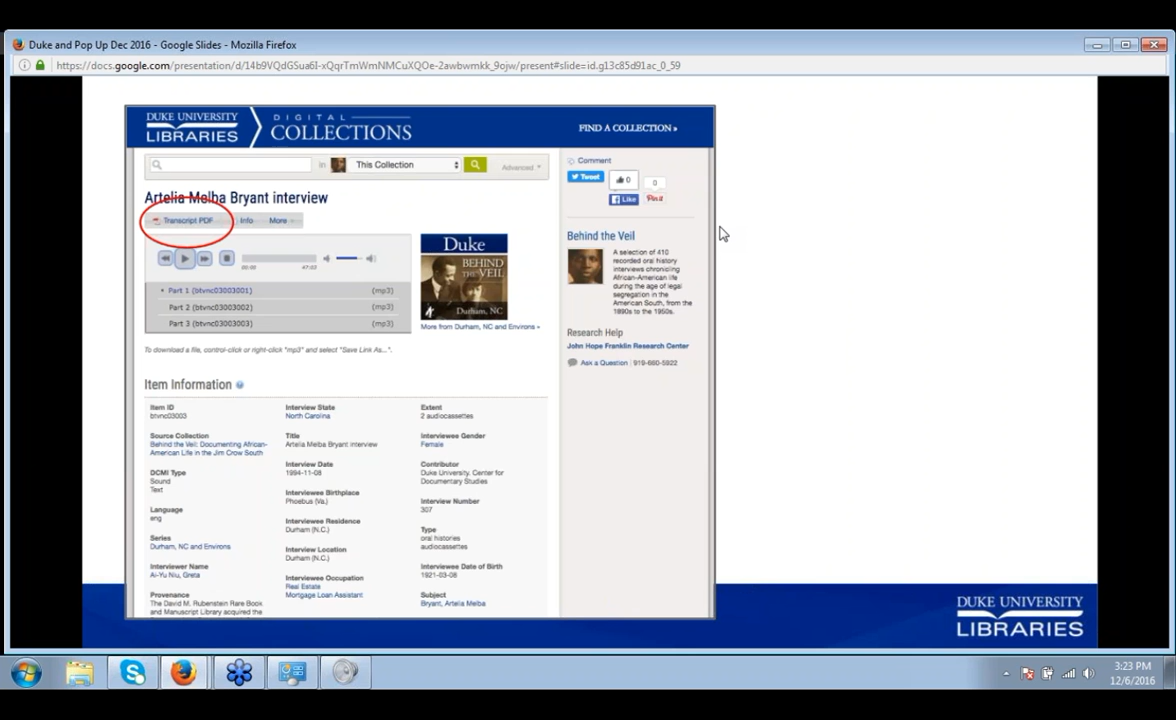 Duke and Pop Up Dec 2016 - Google Slides - Mozilla Firefox
https://docs.google.com/presentation/d/14b9VQdGSua6I-xQqrTmWmNMCuXQOe-2awbwmkk_9ojw/present#slide=id.g13c85d91ac_0_59
DUKE UNIVERSITY
LIBRARIES
DIGITAL
COLLECTIONS
FIND A COLLECTION »
in
This Collection
Advanced
Artelia Melba Bryant interview
Transcript PDF
Info
More
00:00
47:03
Part 1 (btvnc03003001) (mp3)
Part 2 (btvnc03003002) (mp3)
Part 3 (btvnc03003003) (mp3)
Duke
BEHIND
THE VEIL
Durham, NC
More from Durham, NC and Environs »
To download a file, control-click or right-click "mp3" and select "Save Link As...".
Comment
Tweet
0
0
Like
Pin it
Behind the Veil
A selection of 410
recorded oral history
interviews chronicling
African-American life
during the age of legal
segregation in the
American South, from the
1890s to the 1950s.
Research Help
John Hope Franklin Research Center
Ask a Question | 919-660-5922
Item Information
Item ID
btvnc03003
Source Collection
Behind the Veil: Documenting African-
American Life in the Jim Crow South
DCMI Type
Sound
Text
Language
eng
Series
Durham, NC and Environs
Interviewer Name
Ai-Yu Niu, Greta
Provenance
The David M. Rubenstein Rare Book
and Manuscript Library acquired the
Interview State
North Carolina
Title
Artelia Melba Bryant interview
Interview Date
1994-11-08
Interviewee Birthplace
Phoebus (Va.)
Interviewee Residence
Durham (N.C.)
Interview Location
Durham (N.C.)
Interviewee Occupation
Real Estate
Mortgage Loan Assistant
Extent
2 audiocassettes
Interviewee Gender
Female
Contributor
Duke University. Center for
Documentary Studies
Interview Number
307
Type
oral histories
audiocassettes
Interviewee Date of Birth
1921-03-08
Subject
Bryant, Artelia Melba
DUKE UNIVERSITY
LIBRARIES
3:23 PM
12/6/2016